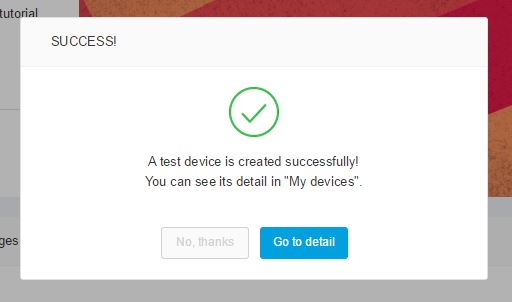 tutorial
SUCCESS!
A test device is created successfully!
You can see its detail in "My devices".
No, thanks
Go to detail